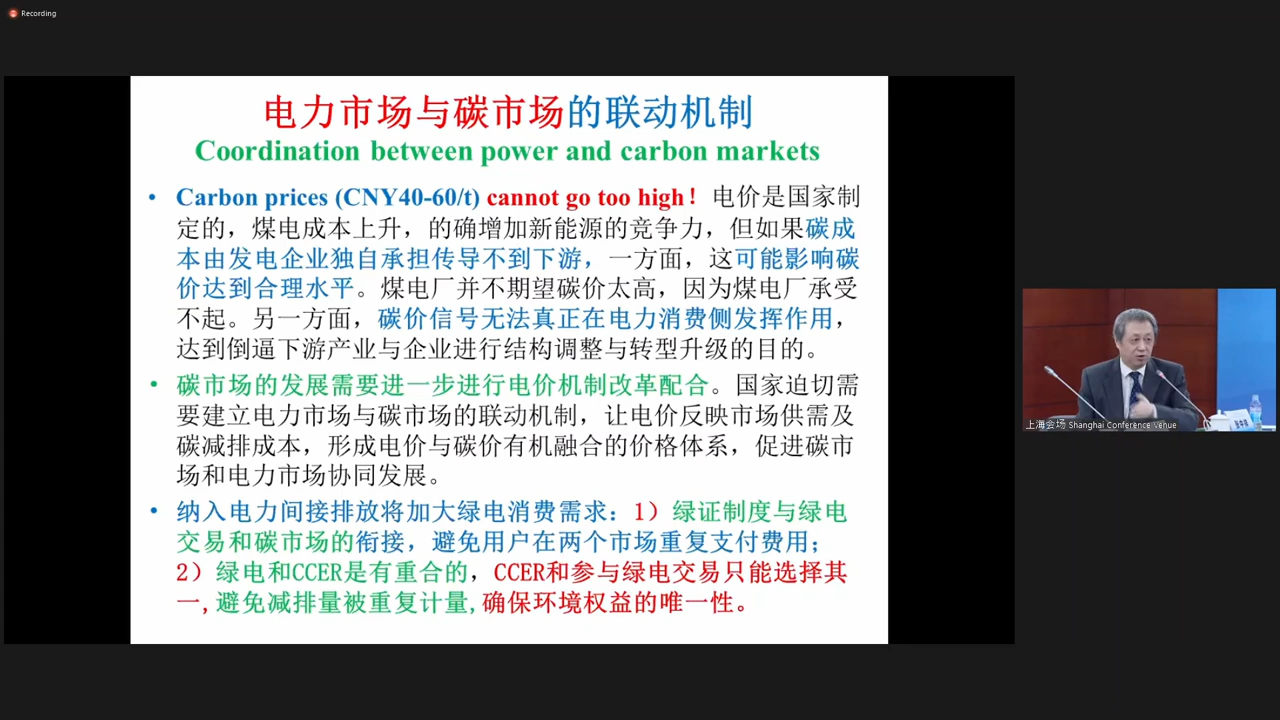 Recording
电力市场与碳市场的联动机制
Coordination between power and carbon markets
• Carbon prices (CNY40-60/t) cannot go too high！电价是国家制
定的，煤电成本上升，的确增加新能源的竞争力，但如果碳成
本由发电企业独自承担传导不到下游，一方面，这可能影响碳
价达到合理水平。煤电厂并不期望碳价太高，因为煤电厂承受
不起。另一方面，碳价信号无法真正在电力消费侧发挥作用，
达到倒逼下游产业与企业进行结构调整与转型升级的目的。
• 碳市场的发展需要进一步进行电价机制改革配合。国家迫切需
要建立电力市场与碳市场的联动机制，让电价反映市场供需及
碳减排成本，形成电价与碳价有机融合的价格体系，促进碳市
场和电力市场协同发展。
• 纳入电力间接排放将加大绿电消费需求：1）绿证制度与绿电
交易和碳市场的衔接，避免用户在两个市场重复支付费用；
2）绿电和CCER是有重合的，CCER和参与绿电交易只能选择其
一,避免减排量被重复计量,确保环境权益的唯一性。
上海会场 Shanghai Conference Venue